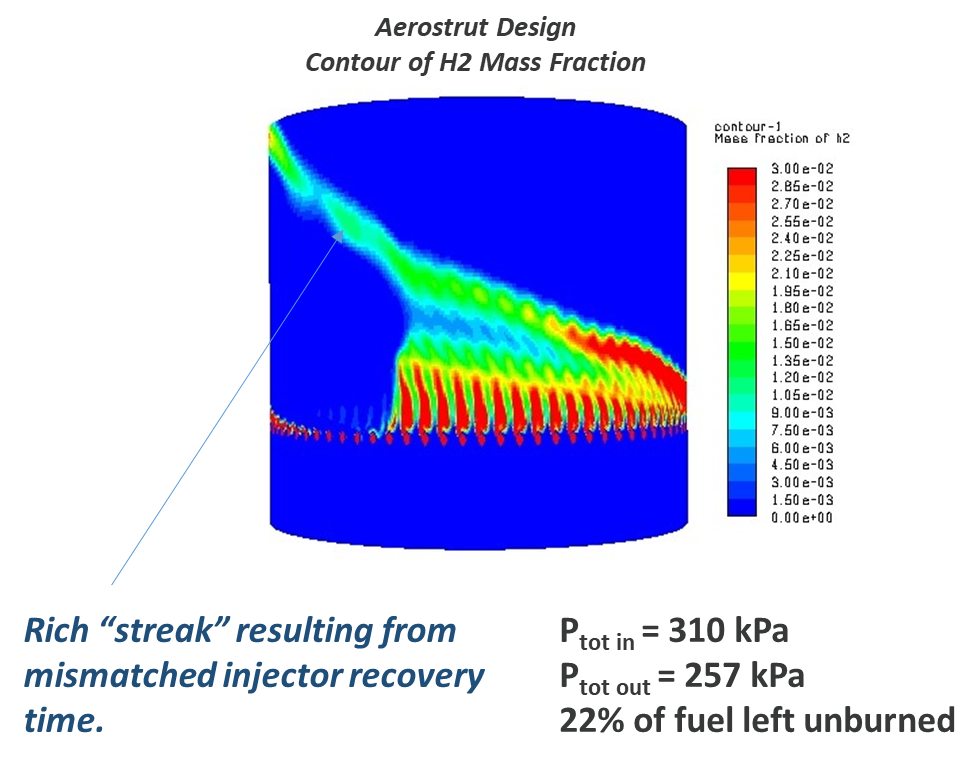 Aerostrut Design
Contour of H2 Mass Fraction
contour-1
Mass fraction of h2
3.00e-02
2.85e-02
2.70e-02
2.55e-02
2.40e-02
2.25e-02
2.10e-02
1.95e-02
1.80e-02
1.65e-02
1.50e-02
1.35e-02
1.20e-02
1.05e-02
9.00e-03
7.50e-03
6.00e-03
4.50e-03
3.00e-03
1.50e-03
0.00e+00
Rich “streak” resulting from
mismatched injector recovery
time.
Ptot in = 310 kPa
Ptot out = 257 kPa
22% of fuel left unburned